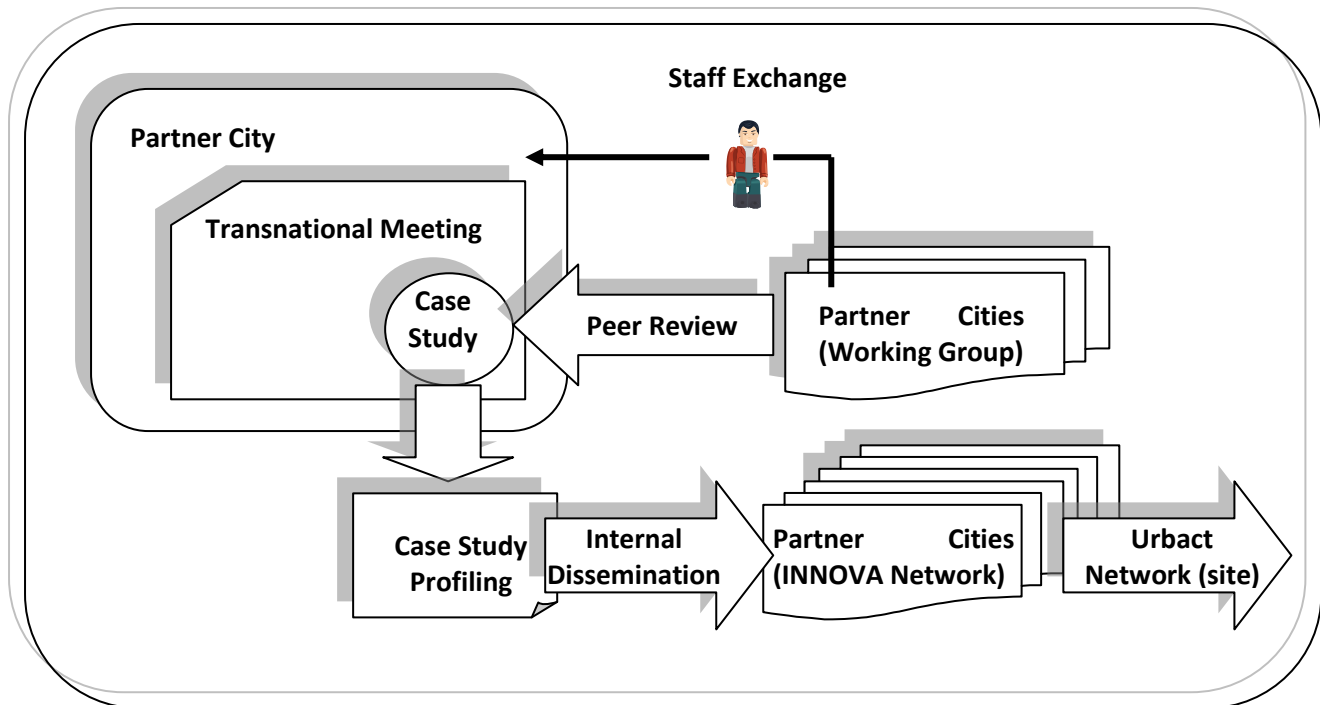 Staff Exchange
Partner City
Transnational Meeting
Case
Study
Peer Review
Partner Cities
(Working Group)
Case Study
Profiling
Internal
Dissemination
Partner Cities
(INNOVA Network)
Urbact
Network (site)